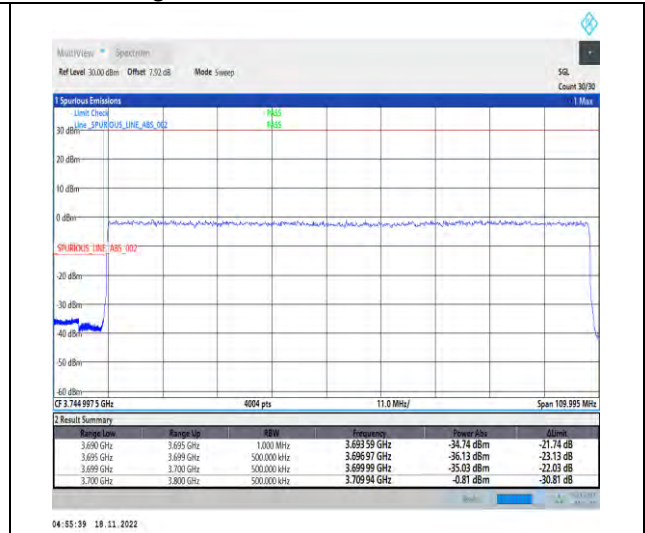 MultiView Spectrum
Ref Level 30.00 dBm Offset 7.92 dB Mode Sweep SGL
Count 30/30
1 Spurious Emissions 1 Max
Limit Check PASS
Line _SPURIOUS_LINE_ABS_002 PASS
30 dBm
20 dBm
10 dBm
0 dBm
SPURIOUS_LINE_ABS_002
-20 dBm
-30 dBm
-40 dBm
-50 dBm
-60 dBm
CF 3.744 997 5 GHz 4004 pts 11.0 MHz/ Span 109.995 MHz
2 Result Summary
Range Low Range Up RBW Frequency Power Abs ΔLimit
3.690 GHz 3.695 GHz 1.000 MHz 3.693 59 GHz -34.74 dBm -21.74 dB
3.695 GHz 3.699 GHz 500.000 kHz 3.696 97 GHz -36.13 dBm -23.13 dB
3.699 GHz 3.700 GHz 500.000 kHz 3.699 99 GHz -35.03 dBm -22.03 dB
3.700 GHz 3.800 GHz 500.000 kHz 3.709 94 GHz -0.81 dBm -30.81 dB
04:55:39 18.11.2022